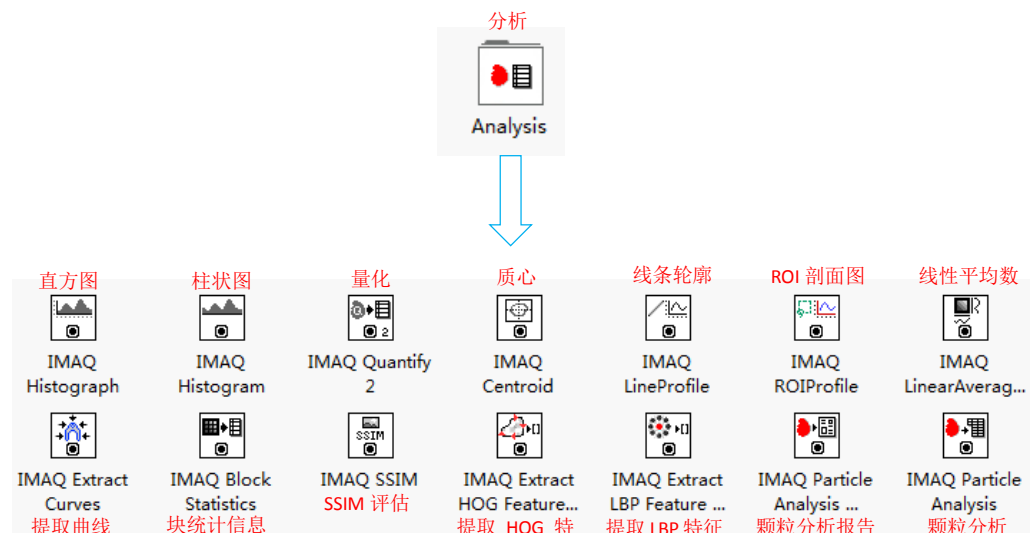 分析
Analysis
直方图 柱状图 量化 质心 线条轮廓 ROI 剖面图 线性平均数
2
IMAQ Histograph
IMAQ Histogram
IMAQ Quantify 2
IMAQ Centroid
IMAQ LineProfile
IMAQ ROIProfile
IMAQ LinearAverag...
SSIM
IMAQ Extract Curves
提取曲线
IMAQ Block Statistics
块统计信息
IMAQ SSIM
SSIM 评估
IMAQ Extract HOG Feature...
提取 HOG 特
IMAQ Extract LBP Feature ...
提取 LBP 特征
IMAQ Particle Analysis ...
颗粒分析报告
IMAQ Particle Analysis
颗粒分析